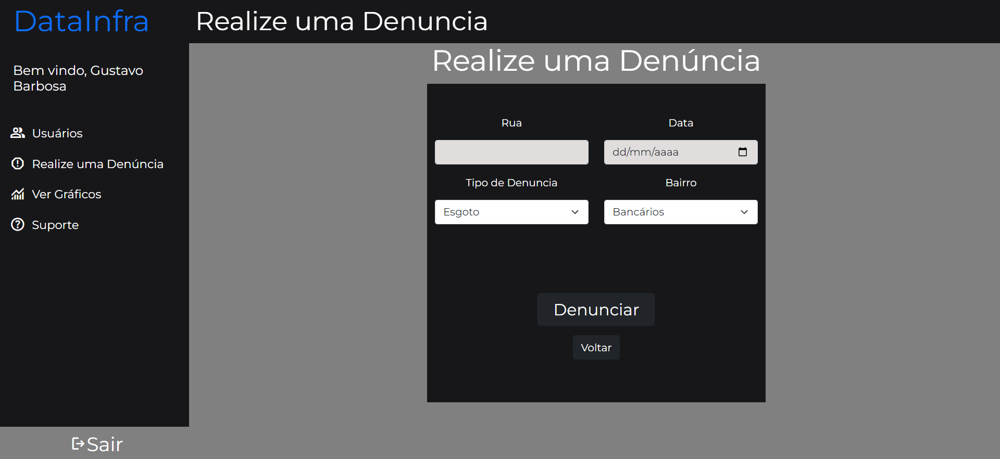 DataInfra
Realize uma Denuncia
Bem vindo, Gustavo
Barbosa
Usuários
Realize uma Denúncia
Ver Gráficos
Suporte
Sair
Realize uma Denúncia
Rua
Data
dd/mm/aaaa
Tipo de Denuncia
Bairro
Esgoto
Bancários
Denunciar
Voltar